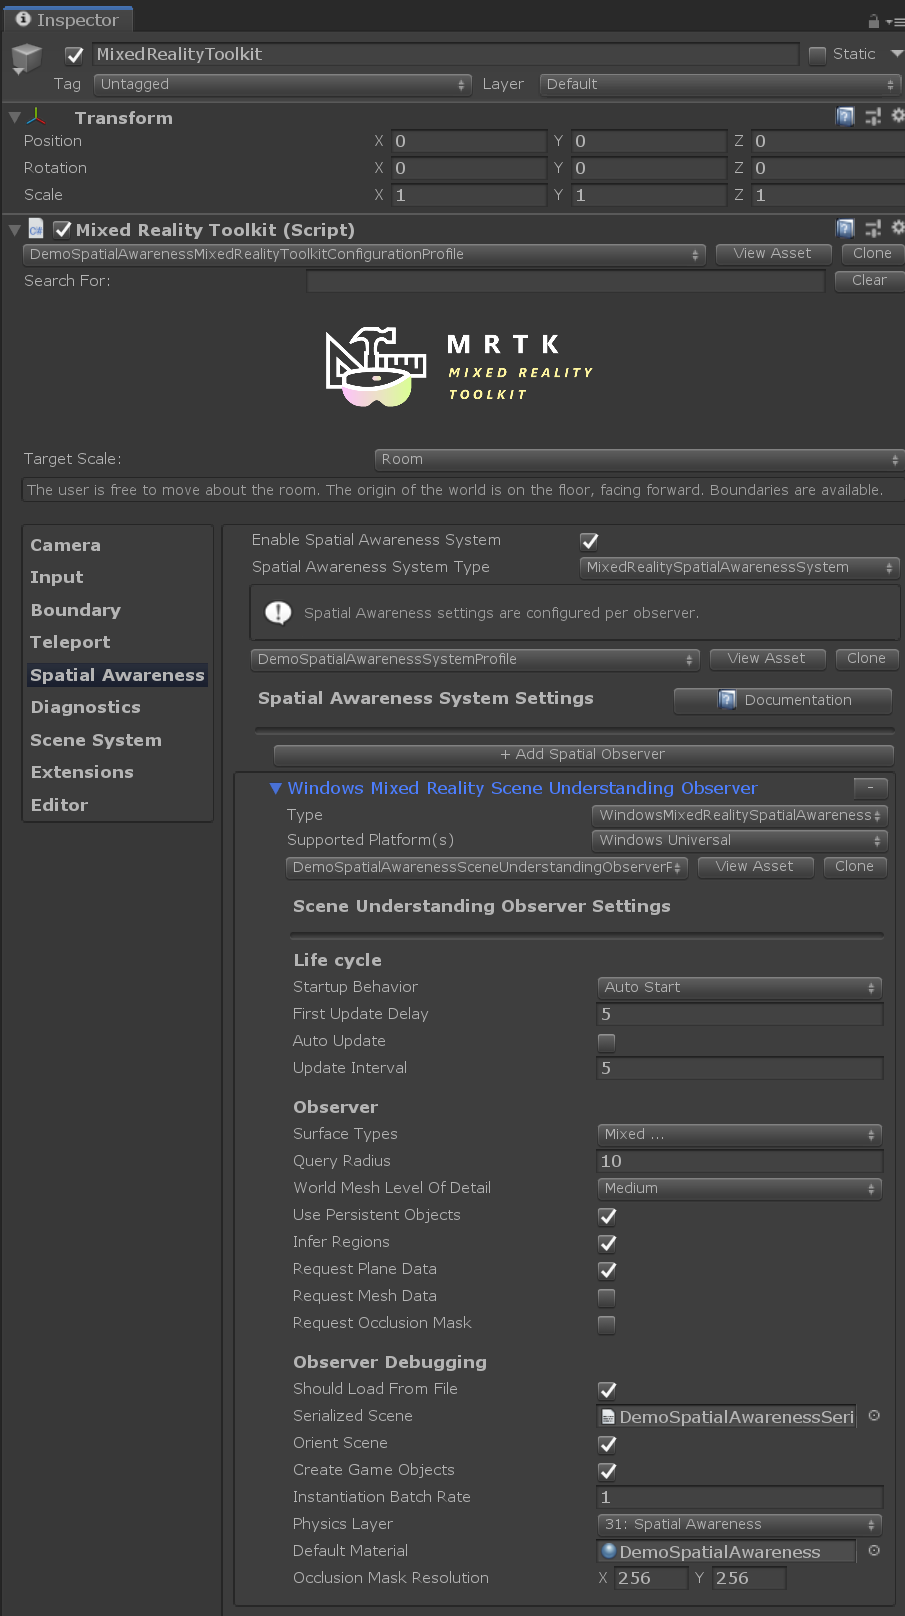 Inspector
MixedRealityToolkit Static
Tag Untagged Layer Default
Transform
Position X 0 Y 0 Z 0
Rotation X 0 Y 0 Z 0
Scale X 1 Y 1 Z 1
Mixed Reality Toolkit (Script)
DemoSpatialAwarenessMixedRealityToolkitConfigurationProfile View Asset Clone
Search For: Clear
MRTK
MIXED REALITY
TOOLKIT
Target Scale: Room
The user is free to move about the room. The origin of the world is on the floor, facing forward. Boundaries are available.
Camera
Input
Boundary
Teleport
Spatial Awareness
Diagnostics
Scene System
Extensions
Editor
Enable Spatial Awareness System
Spatial Awareness System Type MixedRealitySpatialAwarenessSystem
Spatial Awareness settings are configured per observer.
DemoSpatialAwarenessSystemProfile View Asset Clone
Spatial Awareness System Settings Documentation
+ Add Spatial Observer
Windows Mixed Reality Scene Understanding Observer -
Type WindowsMixedRealitySpatialAwareness
Supported Platform(s) Windows Universal
DemoSpatialAwarenessSceneUnderstandingObserverP View Asset Clone
Scene Understanding Observer Settings
Life cycle
Startup Behavior Auto Start
First Update Delay 5
Auto Update
Update Interval 5
Observer
Surface Types Mixed ...
Query Radius 10
World Mesh Level Of Detail Medium
Use Persistent Objects
Infer Regions
Request Plane Data
Request Mesh Data
Request Occlusion Mask
Observer Debugging
Should Load From File
Serialized Scene DemoSpatialAwarenessSeri
Orient Scene
Create Game Objects
Instantiation Batch Rate 1
Physics Layer 31: Spatial Awareness
Default Material DemoSpatialAwareness
Occlusion Mask Resolution X 256 Y 256